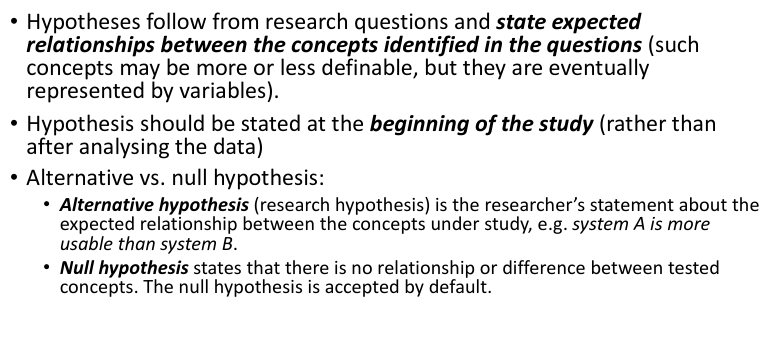 • Hypotheses follow from research questions and state expected
relationships between the concepts identified in the questions (such
concepts may be more or less definable, but they are eventually
represented by variables).
• Hypothesis should be stated at the beginning of the study (rather than
after analysing the data)
• Alternative vs. null hypothesis:
• Alternative hypothesis (research hypothesis) is the researcher's statement about the
expected relationship between the concepts under study, e.g. system A is more
usable than system B.
• Null hypothesis states that there is no relationship or difference between tested
concepts. The null hypothesis is accepted by default.